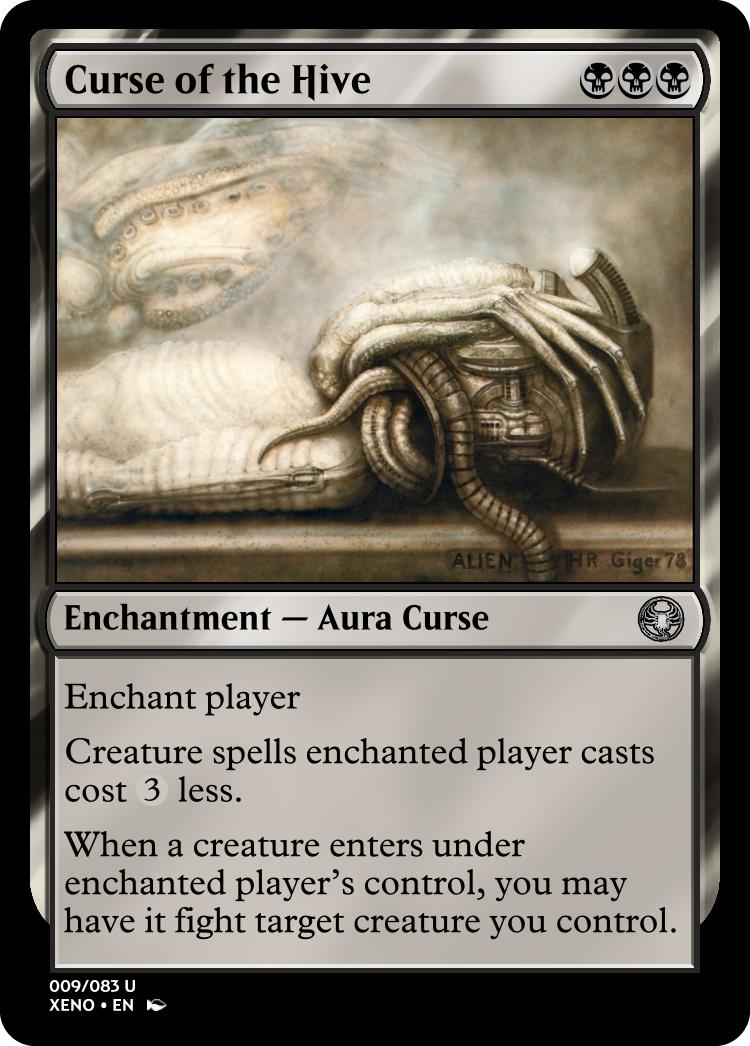 Curse of the Hive
Enchantment — Aura Curse
ALIEN HR Giger 78
Enchant player
Creature spells enchanted player casts
cost 3 less.
When a creature enters under
enchanted player's control, you may
have it fight target creature you control.
009/083 U
XENO • EN